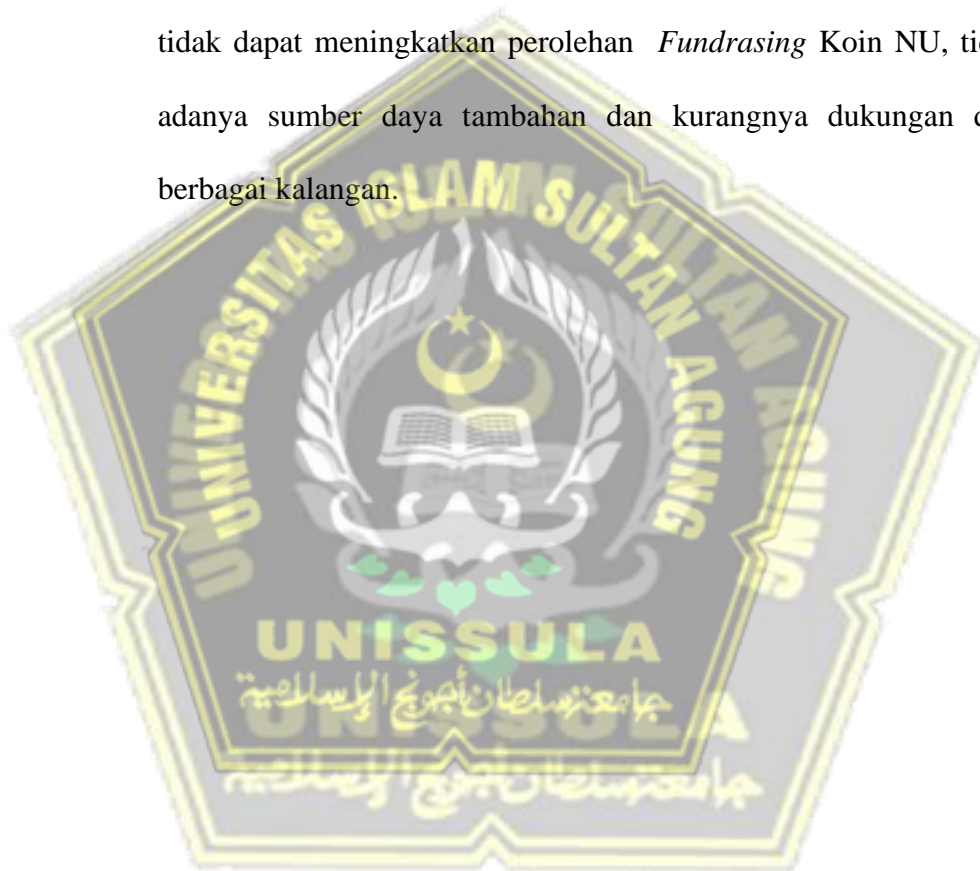 tidak dapat meningkatkan perolehan Fundrasing Koin NU, tid
adanya sumber daya tambahan dan kurangnya dukungan d
berbagai kalangan.
UNIVERSITAS ISLAM SULTAN AGUNG
UNISSULA
جامعة سلطان أجونج الإسلامية